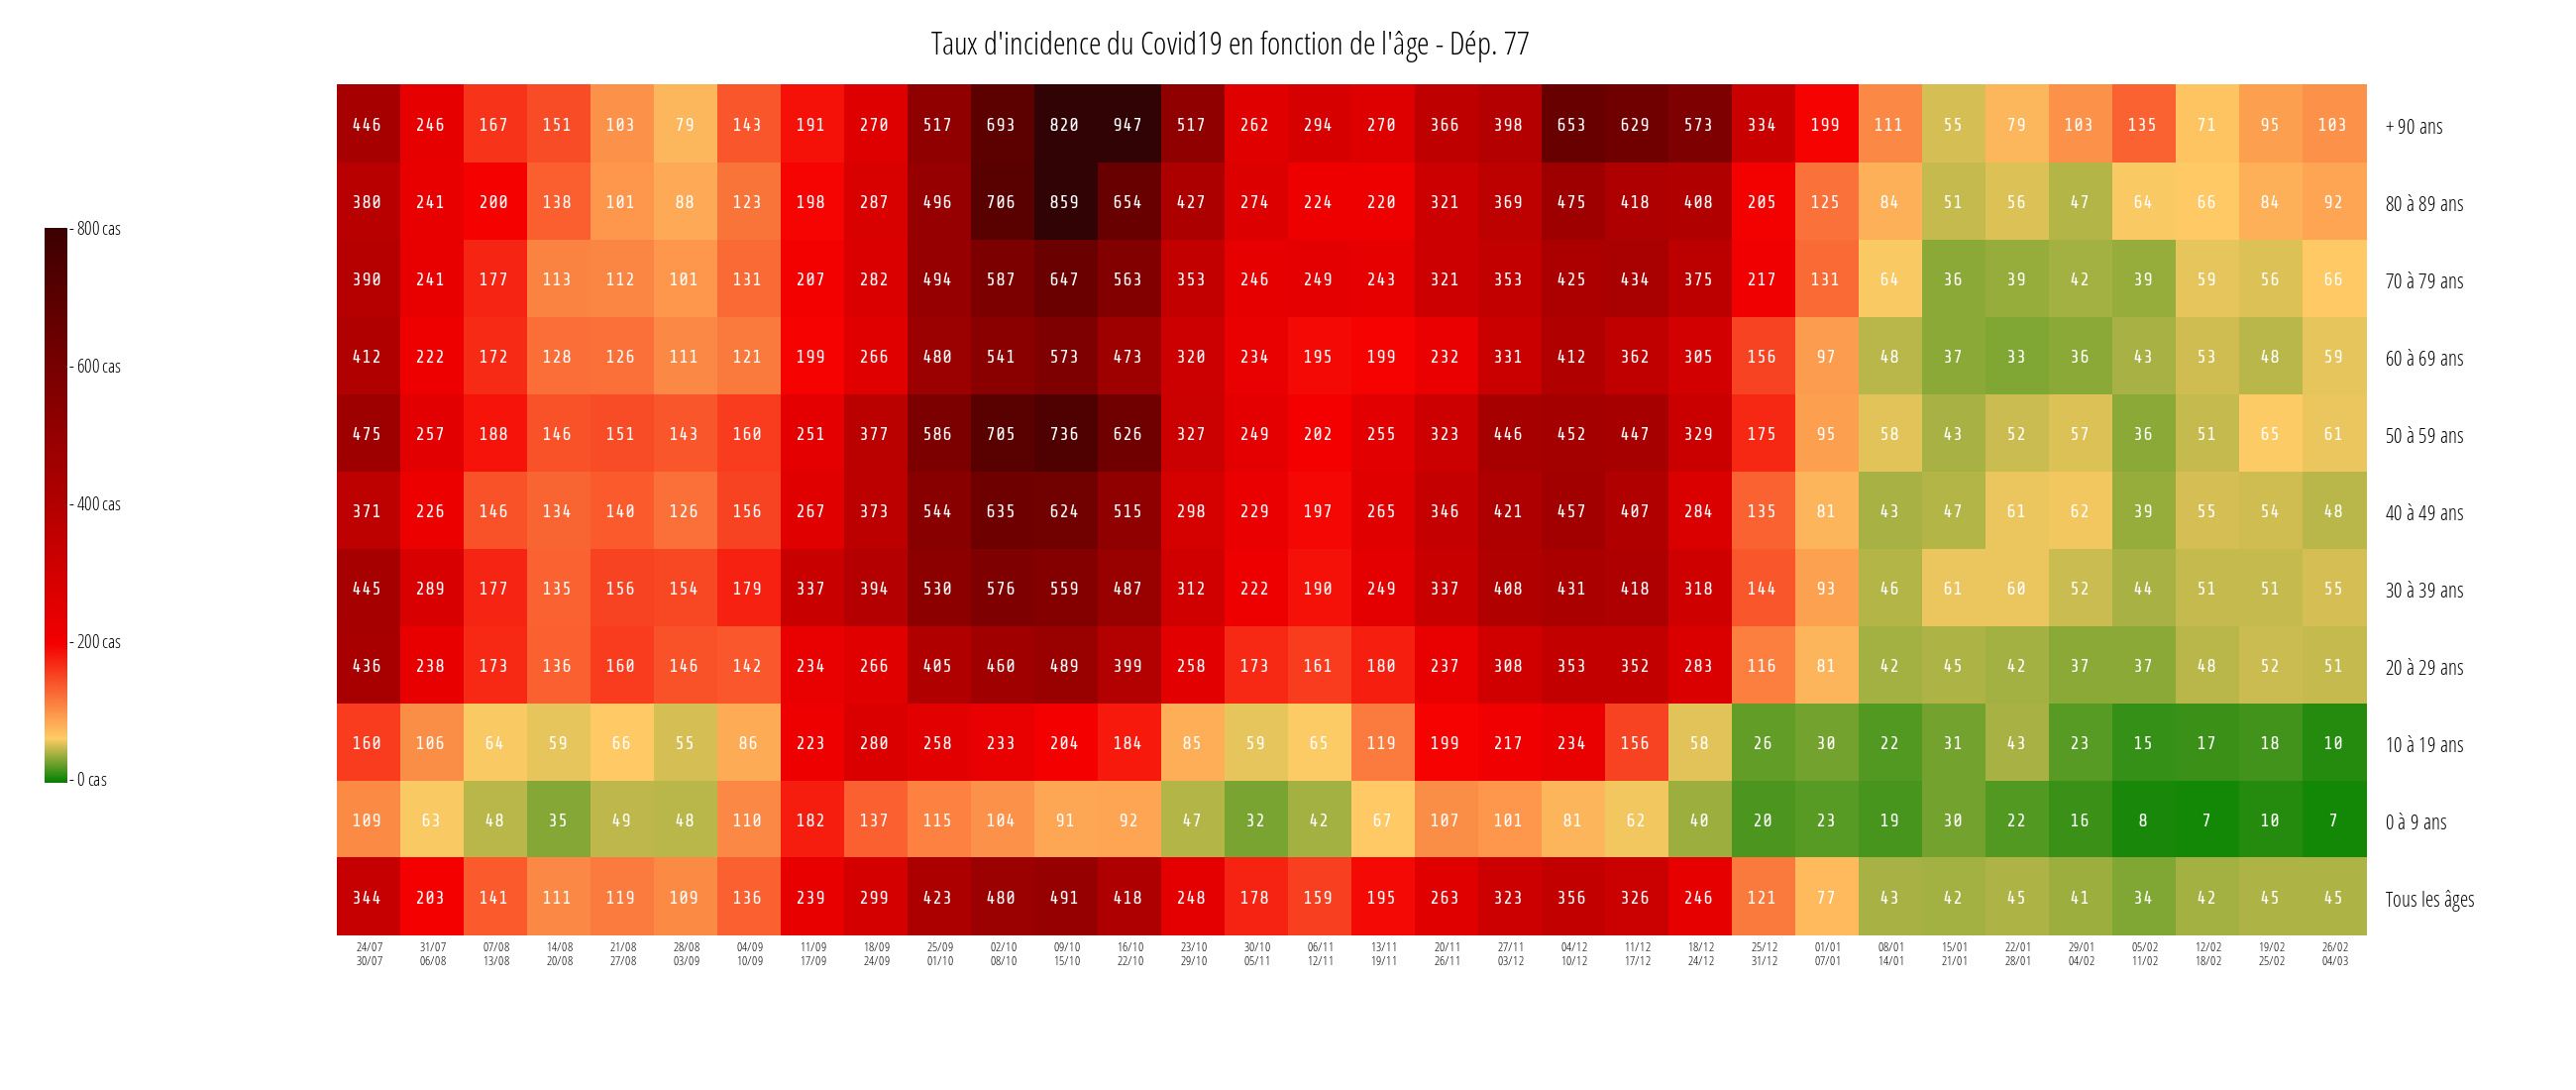 Taux d'incidence du Covid19 en fonction de l'âge - Dép. 77
- 800 cas
- 600 cas
- 400 cas
- 200 cas
- 0 cas
446 246 167 151 103 79 143 191 270 517 693 820 947 517 262 294 270 366 398 653 629 573 334 199 111 55 79 103 135 71 95 103 + 90 ans
380 241 200 138 101 88 123 198 287 496 706 859 654 427 274 224 220 321 369 475 418 408 205 125 84 51 56 47 64 66 84 92 80 à 89 ans
390 241 177 113 112 101 131 207 282 494 587 647 563 353 246 249 243 321 353 425 434 375 217 131 64 36 39 42 39 59 56 66 70 à 79 ans
412 222 172 128 126 111 121 199 266 480 541 573 473 320 234 195 199 232 331 412 362 305 156 97 48 37 33 36 43 53 48 59 60 à 69 ans
475 257 188 146 151 143 160 251 377 586 705 736 626 327 249 202 255 323 446 452 447 329 175 95 58 43 52 57 36 51 65 61 50 à 59 ans
371 226 146 134 140 126 156 267 373 544 635 624 515 298 229 197 265 346 421 457 407 284 135 81 43 47 61 62 39 55 54 48 40 à 49 ans
445 289 177 135 156 154 179 337 394 530 576 559 487 312 222 190 249 337 408 431 418 318 144 93 46 61 60 52 44 51 51 55 30 à 39 ans
436 238 173 136 160 146 142 234 266 405 460 489 399 258 173 161 180 237 308 353 352 283 116 81 42 45 42 37 37 48 52 51 20 à 29 ans
160 106 64 59 66 55 86 223 280 258 233 204 184 85 59 65 119 199 217 234 156 58 26 30 22 31 43 23 15 17 18 10 10 à 19 ans
109 63 48 35 49 48 110 182 137 115 104 91 92 47 32 42 67 107 101 81 62 40 20 23 19 30 22 16 8 7 10 7 0 à 9 ans
344 203 141 111 119 109 136 239 299 423 480 491 418 248 178 159 195 263 323 356 326 246 121 77 43 42 45 41 34 42 45 45 Tous les âges
24/07 31/07 07/08 14/08 21/08 28/08 04/09 11/09 18/09 25/09 02/10 09/10 16/10 23/10 30/10 06/11 13/11 20/11 27/11 04/12 11/12 18/12 25/12 01/01 08/01 15/01 22/01 29/01 05/02 12/02 19/02 26/02
30/07 06/08 13/08 20/08 27/08 03/09 10/09 17/09 24/09 01/10 08/10 15/10 22/10 29/10 05/11 12/11 19/11 26/11 03/12 10/12 17/12 24/12 31/12 07/01 14/01 21/01 28/01 04/02 11/02 18/02 25/02 04/03